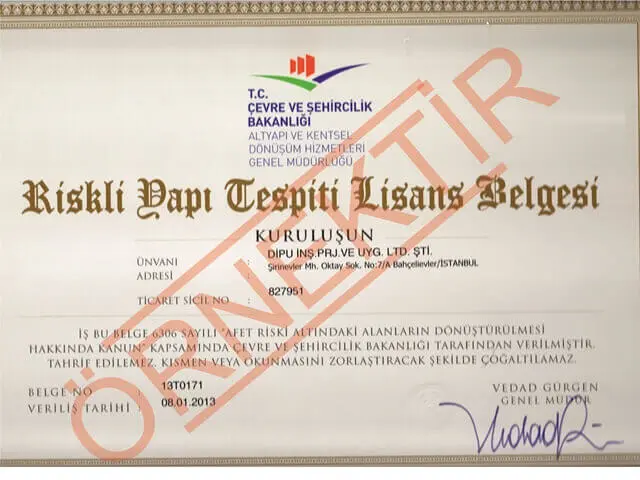 T.C.
ÇEVRE VE ŞEHİRCİLİK
BAKANLIĞI
ALTYAPI VE KENTSEL
DÖNÜŞÜM HİZMETLERİ
GENEL MÜDÜRLÜĞÜ
Riskli Yapı Tespiti Lisans Belgesi
KURULUŞUN
ÜNVANI : DİPU İNŞ.PRJ.VE UYG. LTD. ŞTİ.
ADRESİ : Şirinevler Mh. Oktay Sok. No:7/A Bahçelievler/İSTANBUL
TİCARET SİCİL NO : 827951
İŞ BU BELGE 6306 SAYILI "AFET RİSKİ ALTINDAKİ ALANLARIN DÖNÜŞTÜRÜLMESİ
HAKKINDA KANUN" KAPSAMINDA ÇEVRE VE ŞEHİRCİLİK BAKANLIĞI TARAFINDAN VERİLMİŞTİR.
TAHRİF EDİLEMEZ, KISMEN VEYA OKUNMASINI ZORLAŞTIRACAK ŞEKİLDE ÇOĞALTILAMAZ.
BELGE NO : 13T0171
VERİLİŞ TARİHİ : 08.01.2013
VEDAD GÜRGEN
GENEL MÜDÜR
ÖRNEKTİR